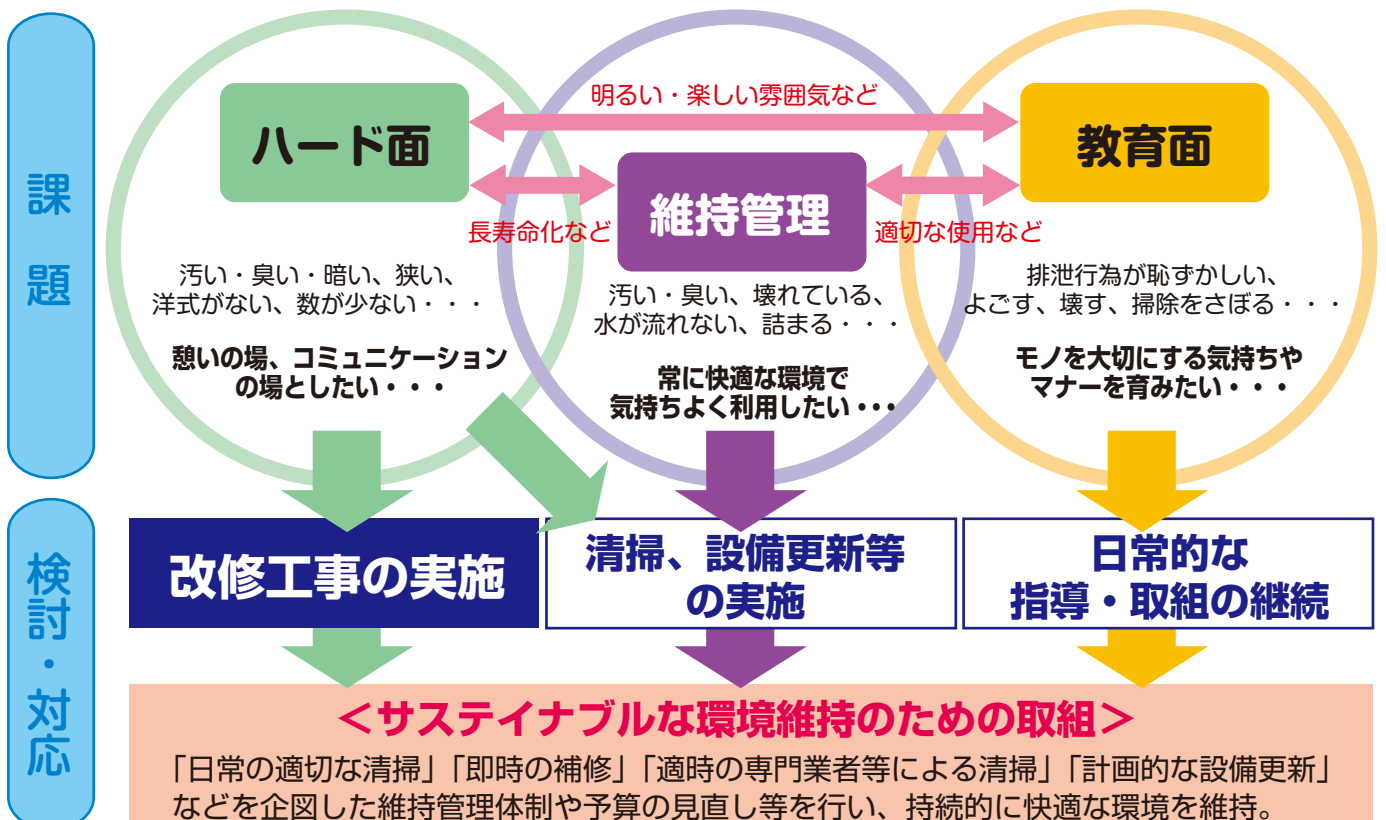 課題
ハード面
明るい・楽しい雰囲気など
教育面
維持管理
長寿命化など
適切な使用など
汚い・臭い・暗い、狭い、
洋式がない、数が少ない・・・
憩いの場、コミュニケーション
の場としたい・・・
汚い・臭い、壊れている、
水が流れない、詰まる・・・
常に快適な環境で
気持ちよく利用したい・・・
排泄行為が恥ずかしい、
よごす、壊す、掃除をさぼる・・・
モノを大切にする気持ちや
マナーを育みたい・・・
検討・対応
改修工事の実施
清掃、設備更新等
の実施
日常的な
指導・取組の継続
＜サステイナブルな環境維持のための取組＞
「日常の適切な清掃」「即時の補修」「適時の専門業者等による清掃」「計画的な設備更新」
などを企図した維持管理体制や予算の見直し等を行い、持続的に快適な環境を維持。